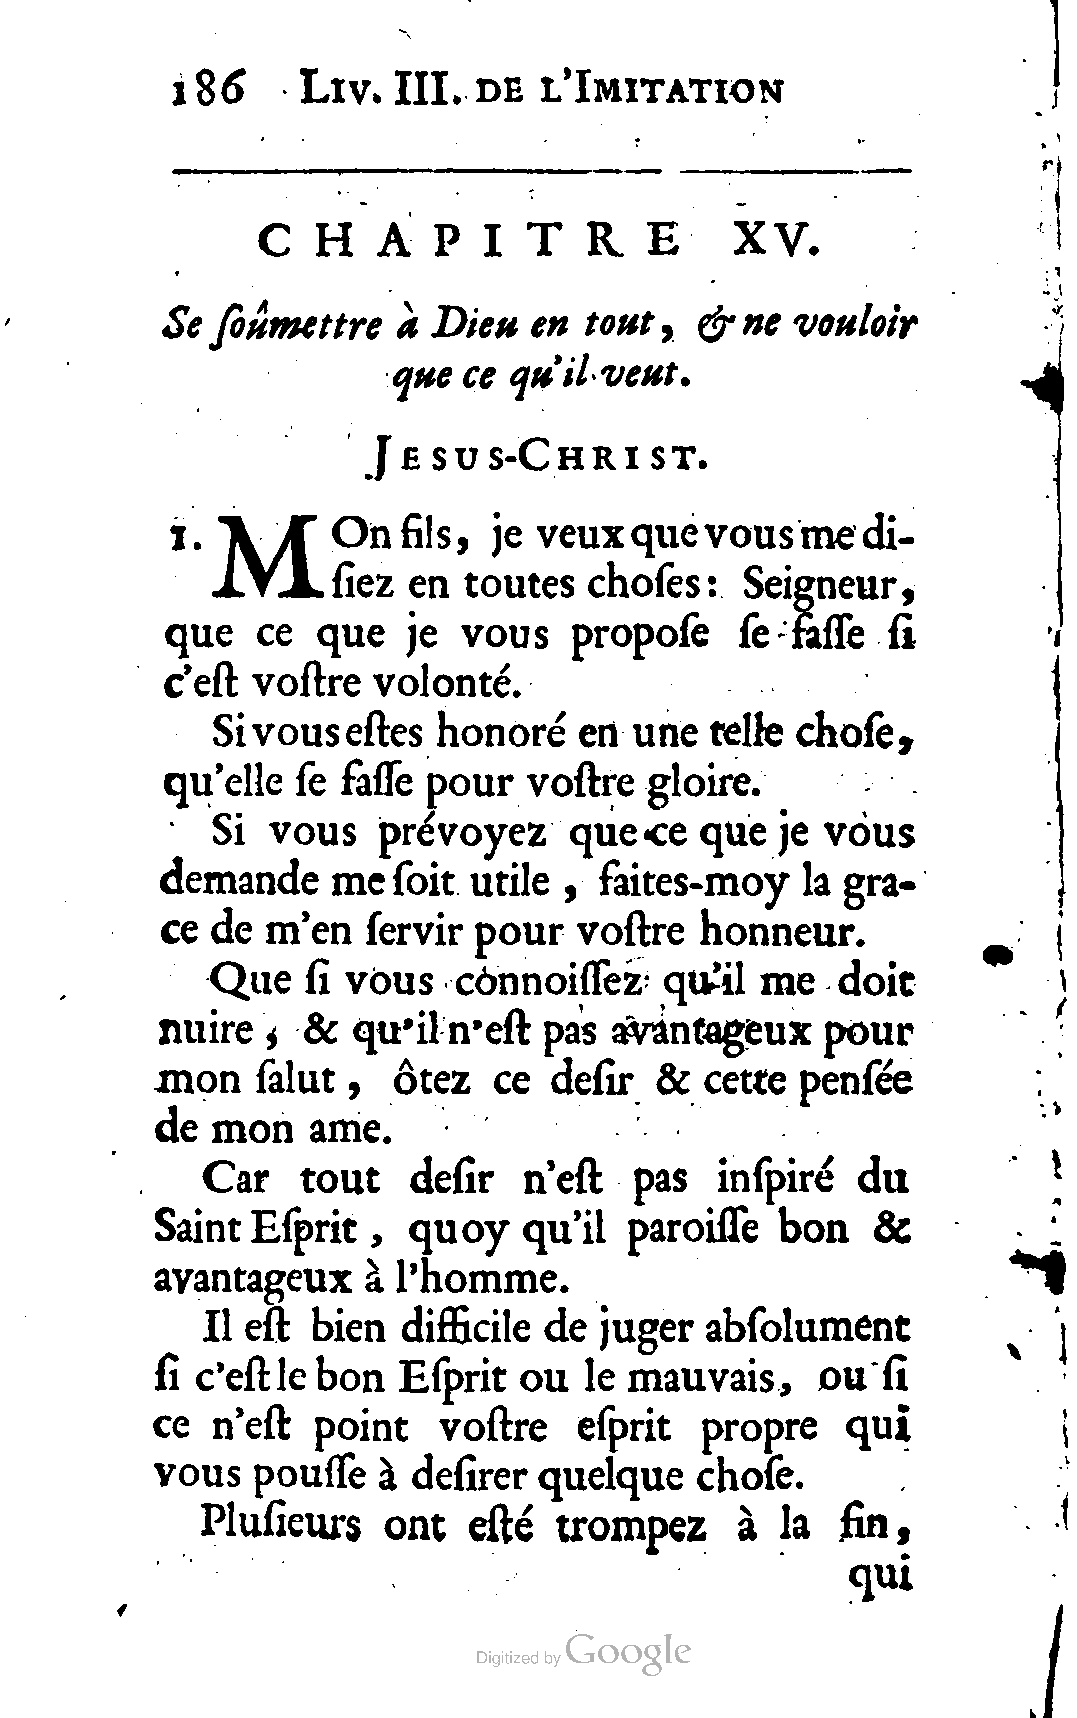 186 LIV. III. DE L'IMITATION
CHAPITRE XV.
Se ſoûmettre à Dieu en tout, & ne vouloir
que ce qu'il veut.
JESUS-CHRIST.
1. MOn fils, je veux que vous me di-
ſiez en toutes choſes: Seigneur,
que ce que je vous propoſe ſe faſſe ſi
c'eſt voſtre volonté.
Si vous eſtes honoré en une telle choſe,
qu'elle ſe faſſe pour voſtre gloire.
Si vous prévoyez que ce que je vous
demande me ſoit utile, faites-moy la gra-
ce de m'en ſervir pour voſtre honneur.
Que ſi vous connoiſſez qu'il me doit
nuire, & qu'il n'eſt pas avantageux pour
mon ſalut, ôtez ce deſir & cette penſée
de mon ame.
Car tout deſir n'eſt pas inſpiré du
Saint Eſprit, quoy qu'il paroiſſe bon &
avantageux à l'homme.
Il eſt bien difficile de juger abſolument
ſi c'eſt le bon Eſprit ou le mauvais, ou ſi
ce n'eſt point voſtre eſprit propre qui
vous pouſſe à deſirer quelque choſe.
Pluſieurs ont eſté trompez à la fin,
qui
Digitized by Google